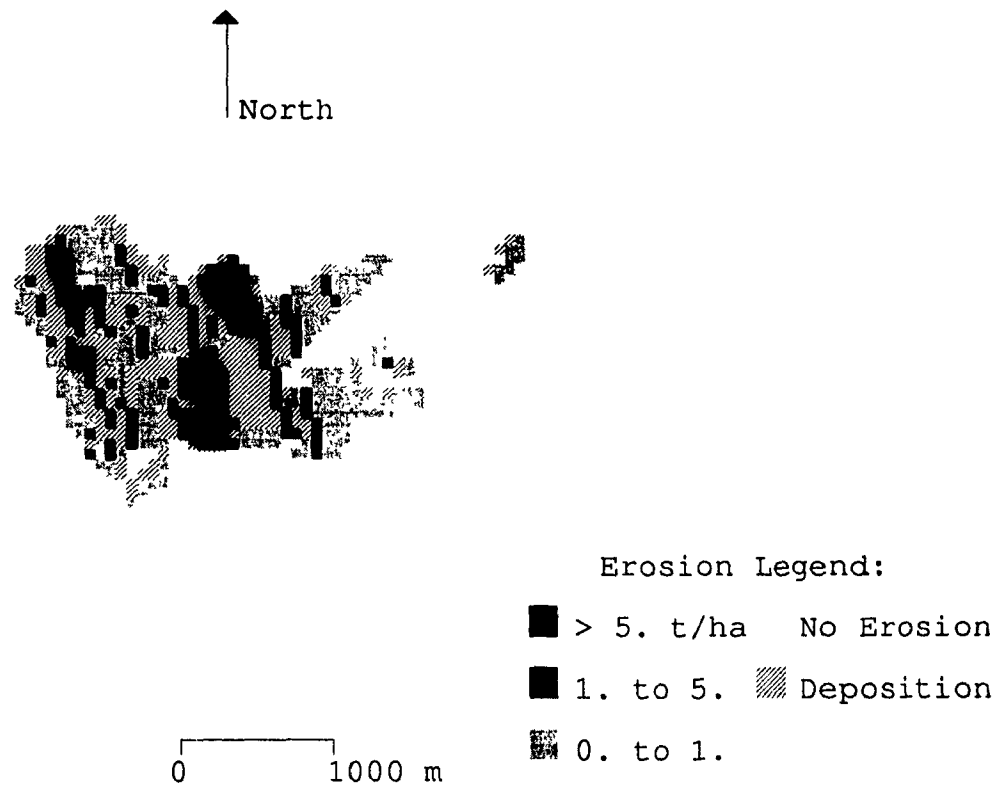 North
Erosion Legend:
> 5. t/ha No Erosion
1. to 5. Deposition
0. to 1.
0 1000 m